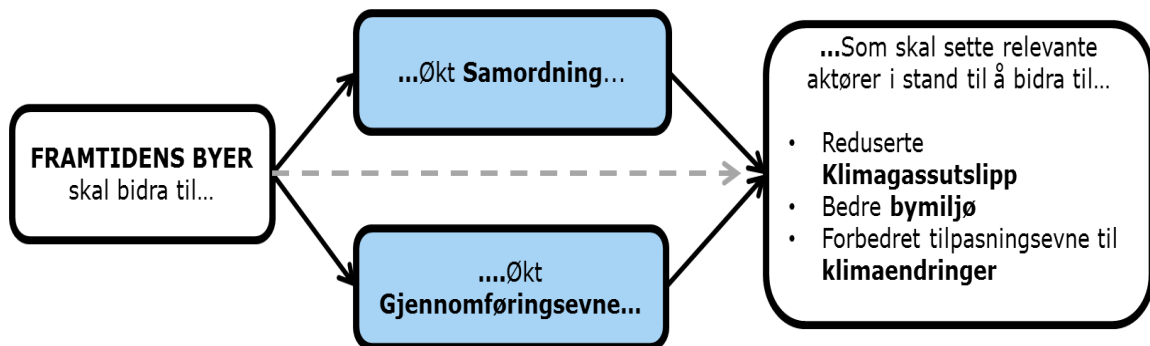 FRAMTIDENS BYER
skal bidra til...
...Økt Samordning...
....Økt
Gjennomføringsevne...
...Som skal sette relevante
aktører i stand til å bidra til...
• Reduserte
Klimagassutslipp
• Bedre bymiljø
• Forbedret tilpasningsevne til
klimaendringer